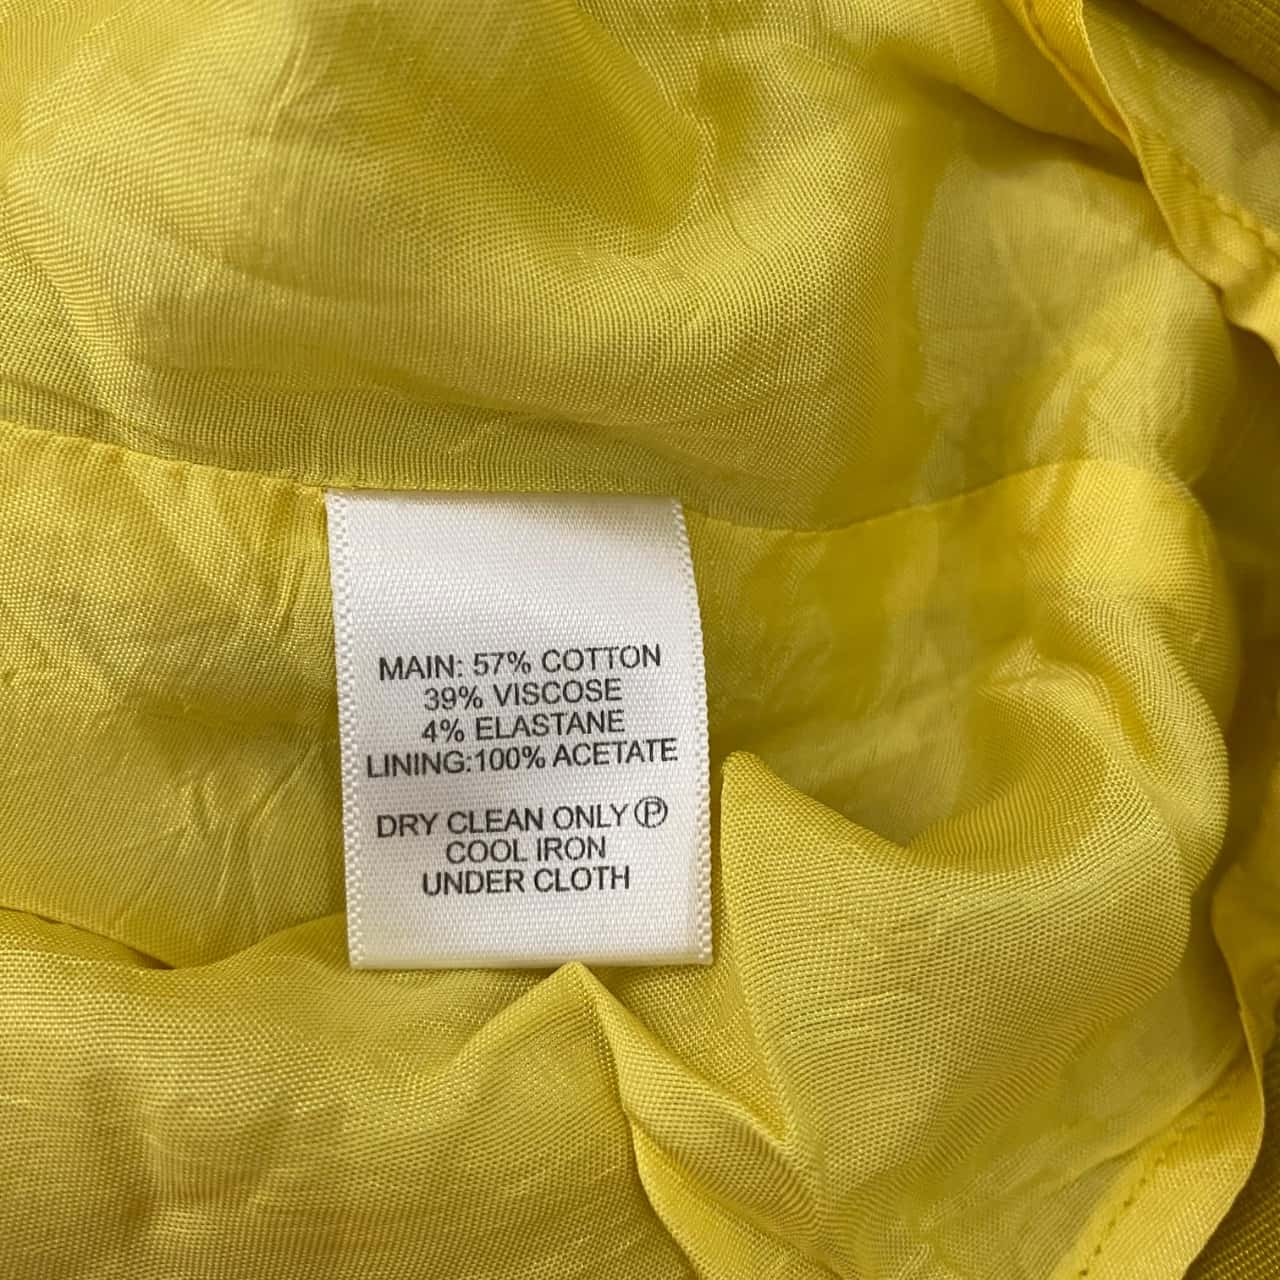 MAIN: 57% COTTON
39% VISCOSE
4% ELASTANE
LINING:100% ACETATE
DRY CLEAN ONLY Ⓟ
COOL IRON
UNDER CLOTH